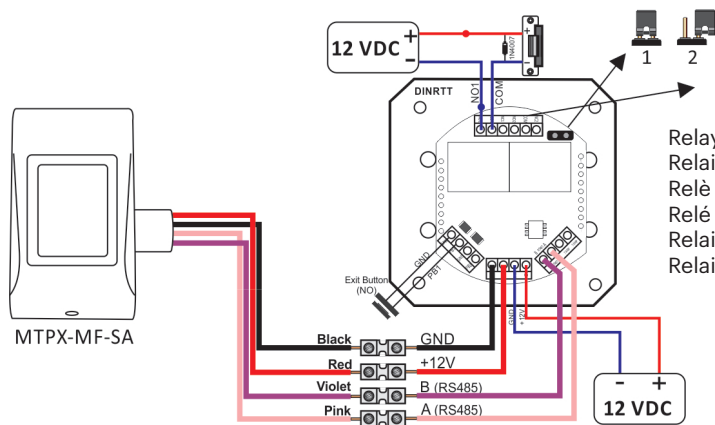 12 VDC
+
-
1N4007
+
-
1
2
DINRTT
NO1
COM
Relay
Relai
Relè
Relé
Relai
Relai
GND
PB1
Exit Button
(NO)
MTPX-MF-SA
GND
+12V
Black
GND
Red
+12V
Violet
B (RS485)
Pink
A (RS485)
-
+
12 VDC